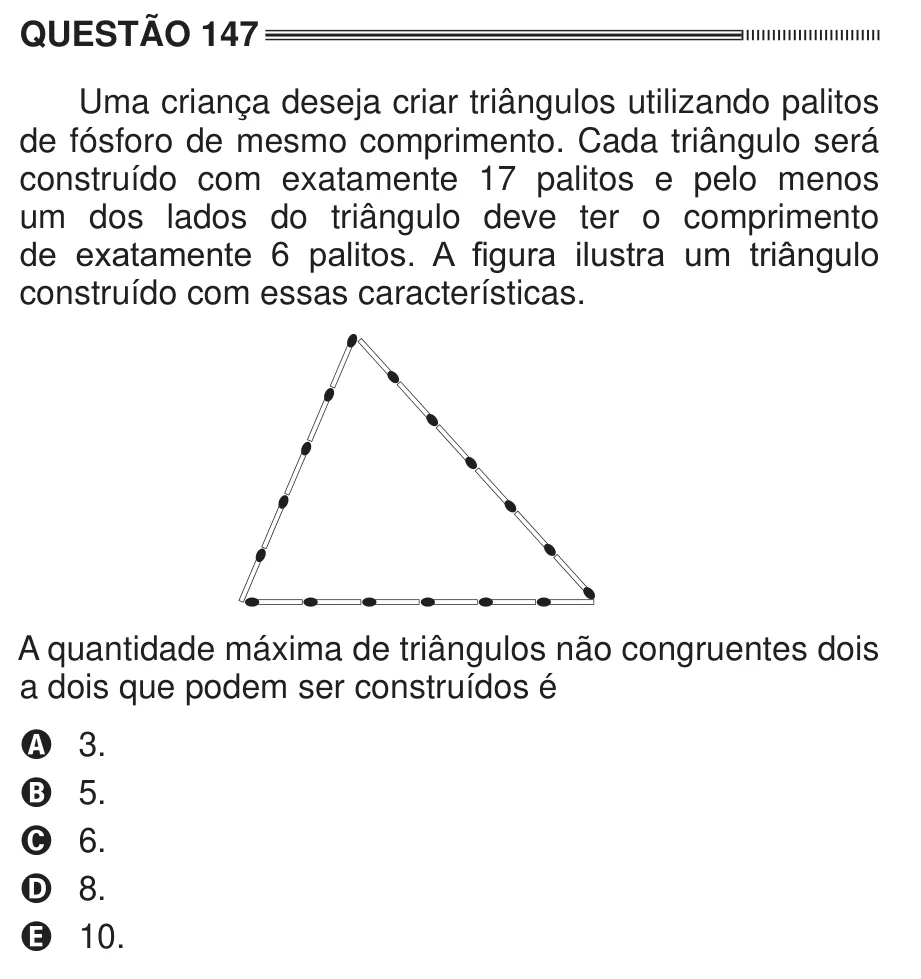 QUESTÃO 147
Uma criança deseja criar triângulos utilizando palitos
de fósforo de mesmo comprimento. Cada triângulo será
construído com exatamente 17 palitos e pelo menos
um dos lados do triângulo deve ter o comprimento
de exatamente 6 palitos. A figura ilustra um triângulo
construído com essas características.
A quantidade máxima de triângulos não congruentes dois
a dois que podem ser construídos é
A 3.
B 5.
C 6.
D 8.
E 10.